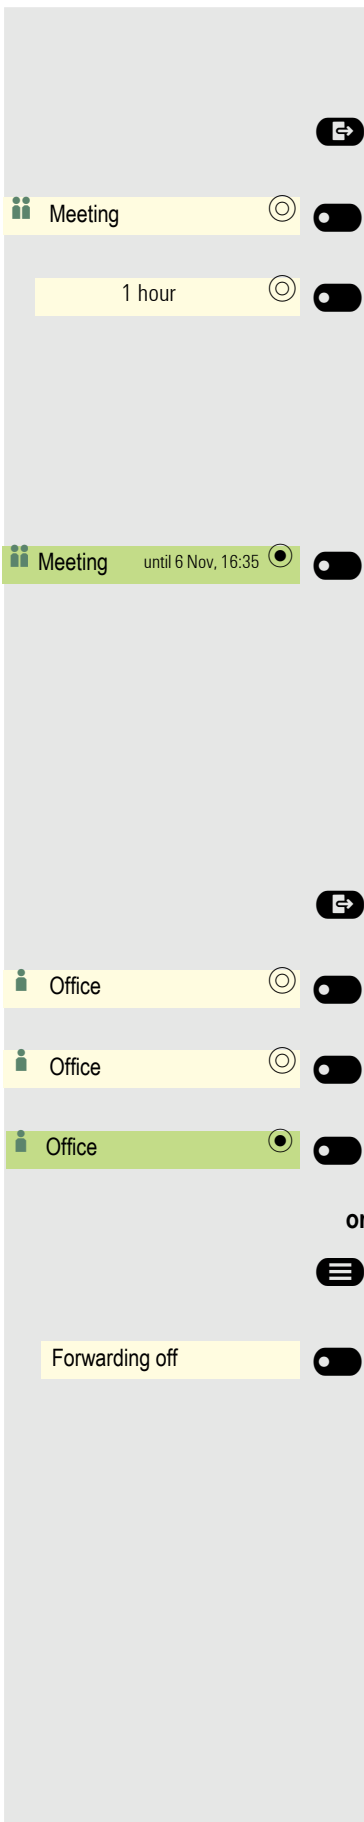 Meeting
1 hour
Meeting until 6 Nov, 16:35
Office
Office
Office
or
Forwarding off